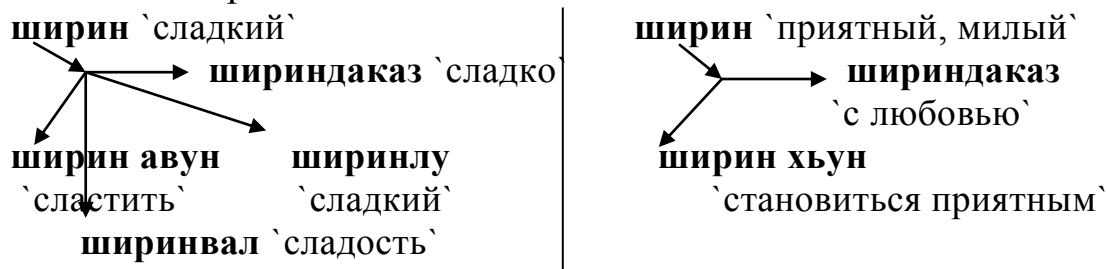 ширин `сладкий`
шириндаказ `сладко`
ширин авун ширинлу
`сластить` `сладкий`
ширинвал `сладость`
ширин `приятный, милый`
шириндаказ
`с любовью`
ширин хьун
`становиться приятным`